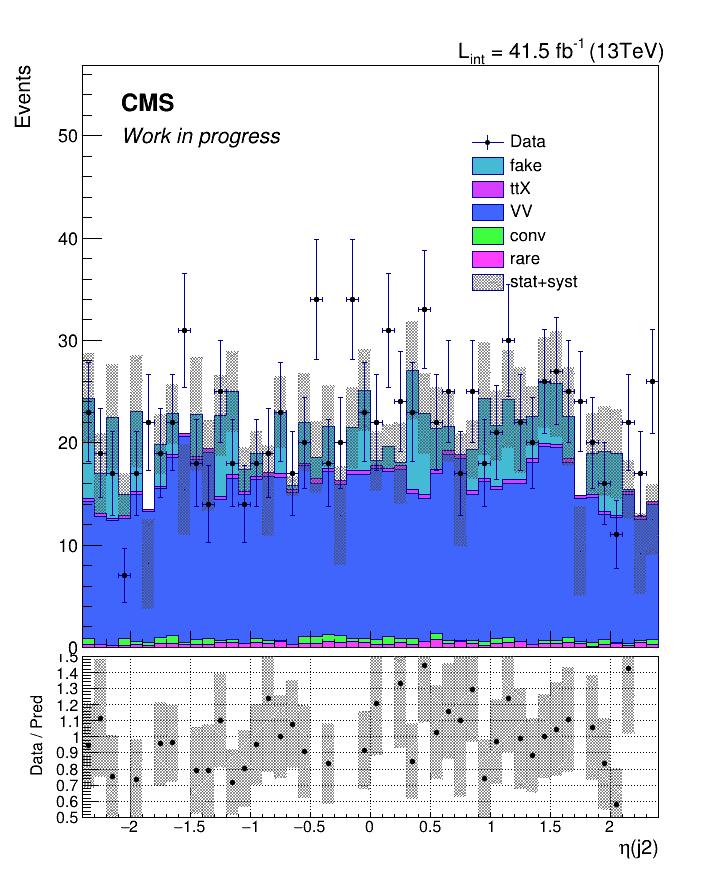 L_int = 41.5 fb^-1 (13TeV)
Events
CMS
Work in progress
Data
fake
ttX
VV
conv
rare
stat+syst
50
40
30
20
10
0
Data / Pred
1.5
1.4
1.3
1.2
1.1
1
0.9
0.8
0.7
0.6
0.5
−2 −1.5 −1 −0.5 0 0.5 1 1.5 2
η(j2)